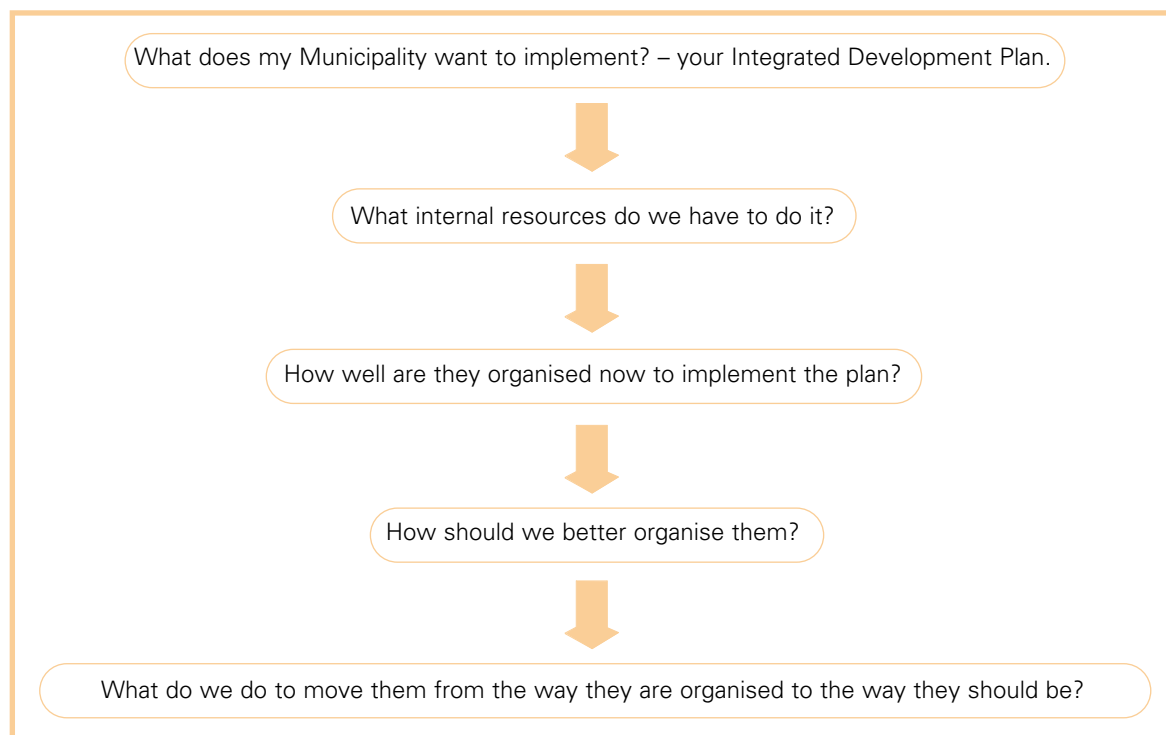 What does my Municipality want to implement? – your Integrated Development Plan.
What internal resources do we have to do it?
How well are they organised now to implement the plan?
How should we better organise them?
What do we do to move them from the way they are organised to the way they should be?